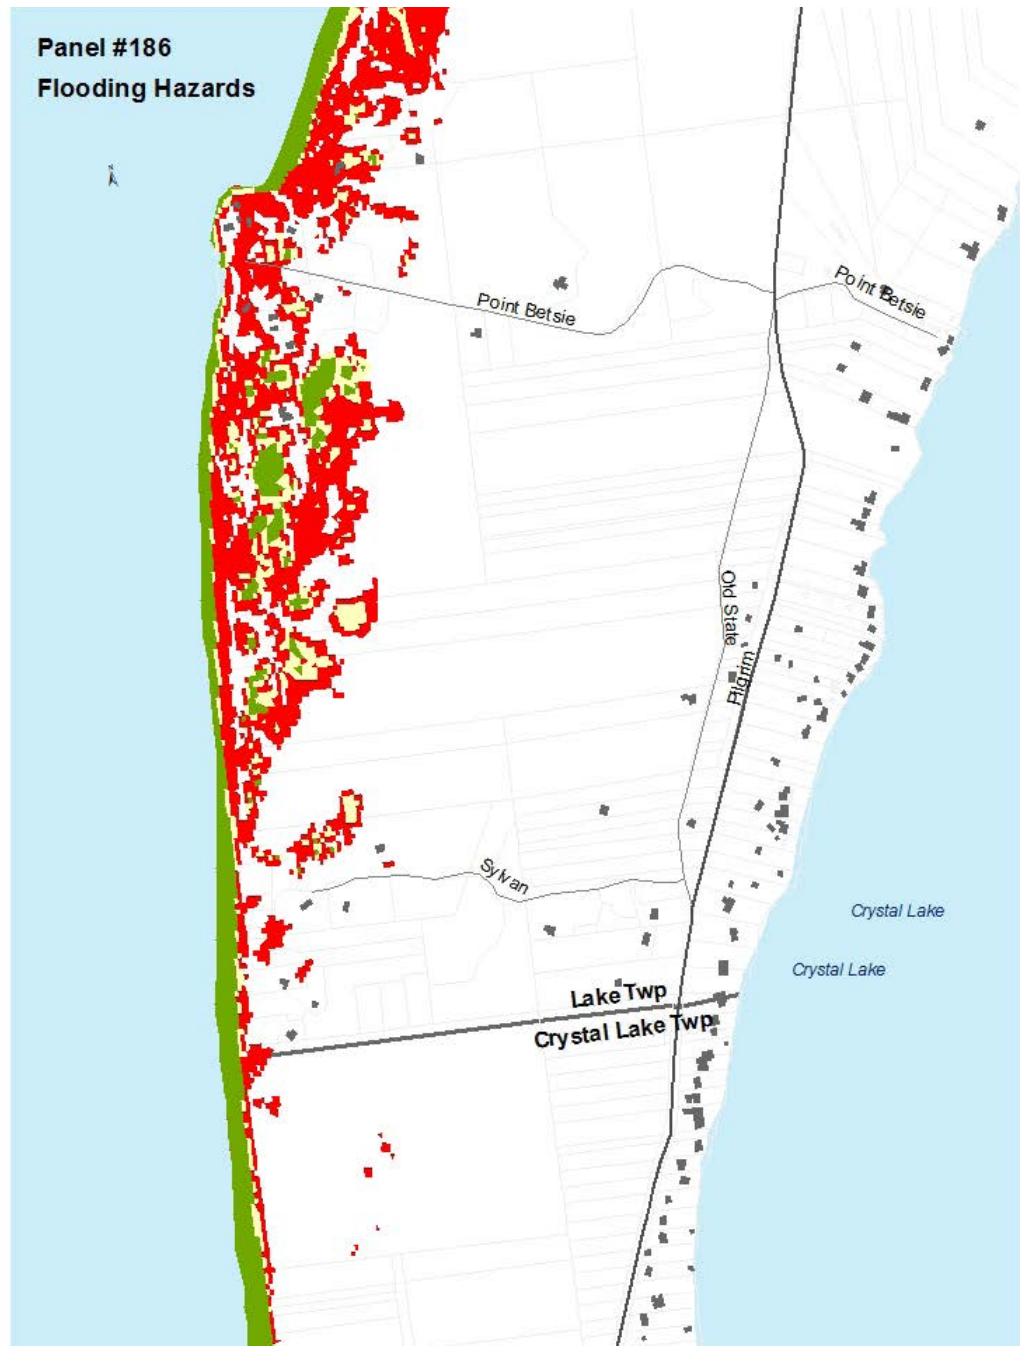 Panel #186
Flooding Hazards
Point Betsie
Point Betsie
Old State
Pilgrim
Sylvan
Crystal Lake
Crystal Lake
Lake Twp
Crystal Lake Twp